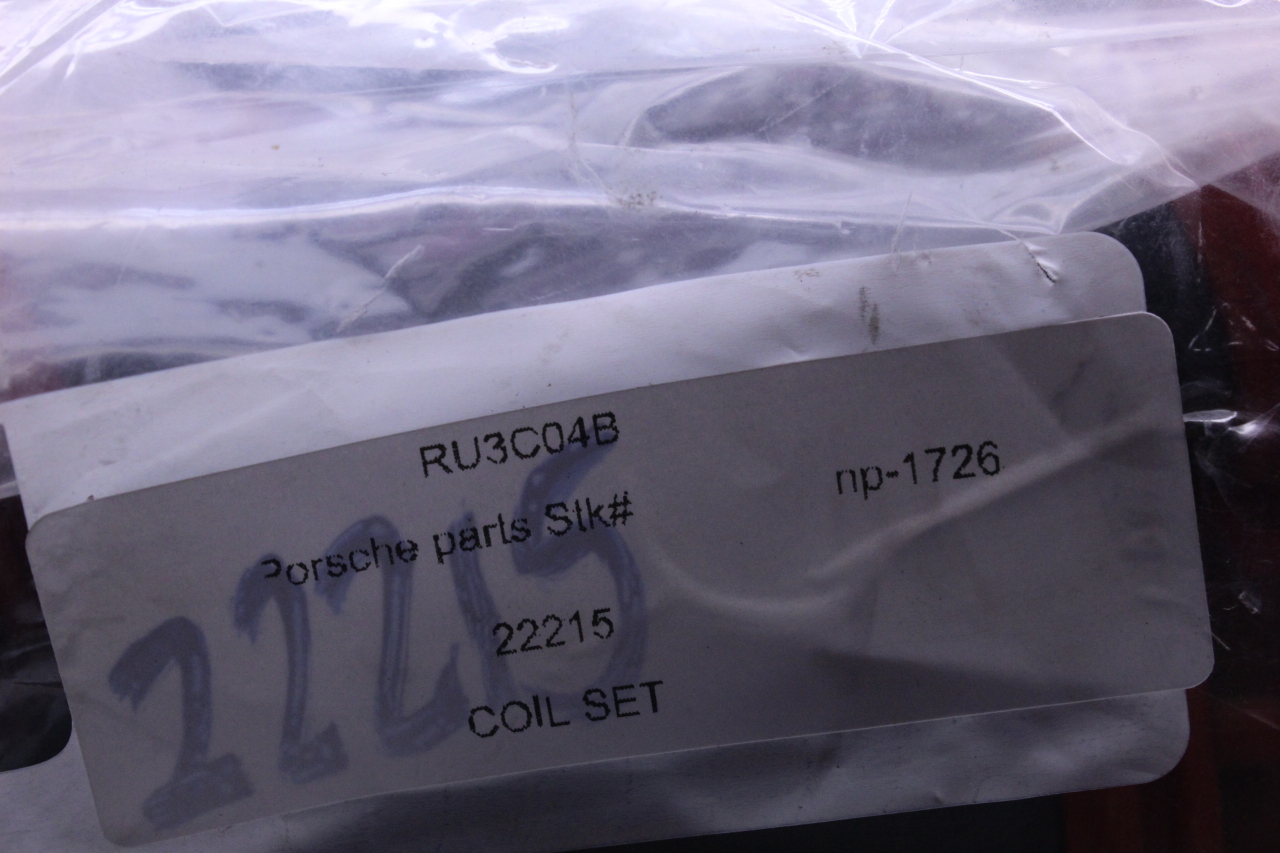 RU3C04B
np-1726
Porsche parts Stk#
22215
22215
COIL SET